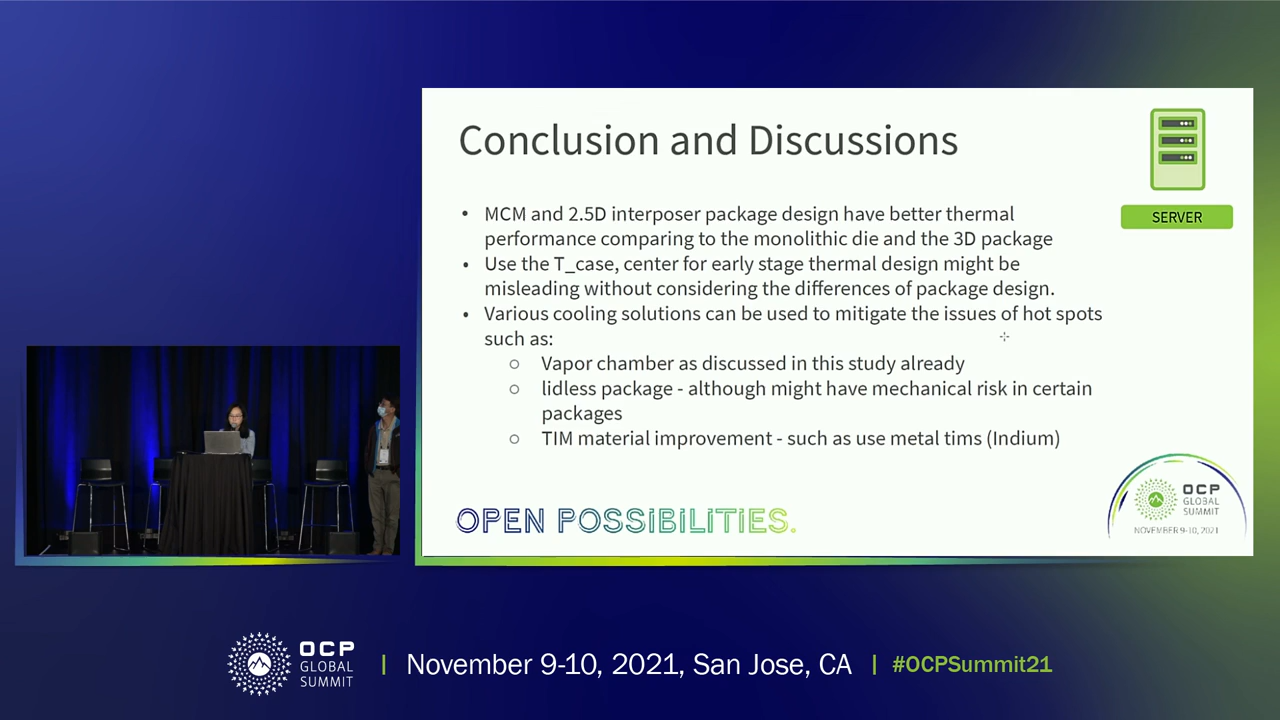 Conclusion and Discussions
SERVER
• MCM and 2.5D interposer package design have better thermal
performance comparing to the monolithic die and the 3D package
• Use the T_case, center for early stage thermal design might be
misleading without considering the differences of package design.
• Various cooling solutions can be used to mitigate the issues of hot spots
such as:
○ Vapor chamber as discussed in this study already
○ lidless package - although might have mechanical risk in certain
packages
○ TIM material improvement - such as use metal tims (Indium)
OPEN POSSIBILITIES.
OCP
GLOBAL
SUMMIT
NOVEMBER 9-10, 2021
OCP
GLOBAL
SUMMIT
| November 9-10, 2021, San Jose, CA | #OCPSummit21